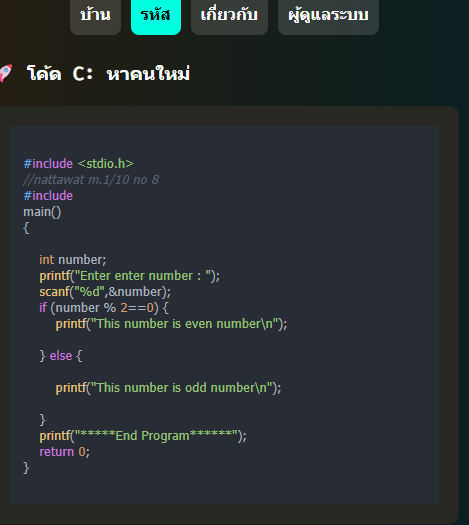 บ้าน รหัส เกี่ยวกับ ผู้ดูแลระบบ
🚀 โค้ด C: หาคนใหม่
#include <stdio.h>
//nattawat m.1/10 no 8
#include
main()
{
int number;
printf("Enter enter number : ");
scanf("%d",&number);
if (number % 2==0) {
printf("This number is even number\n");
} else {
printf("This number is odd number\n");
}
printf("*****End Program******");
return 0;
}